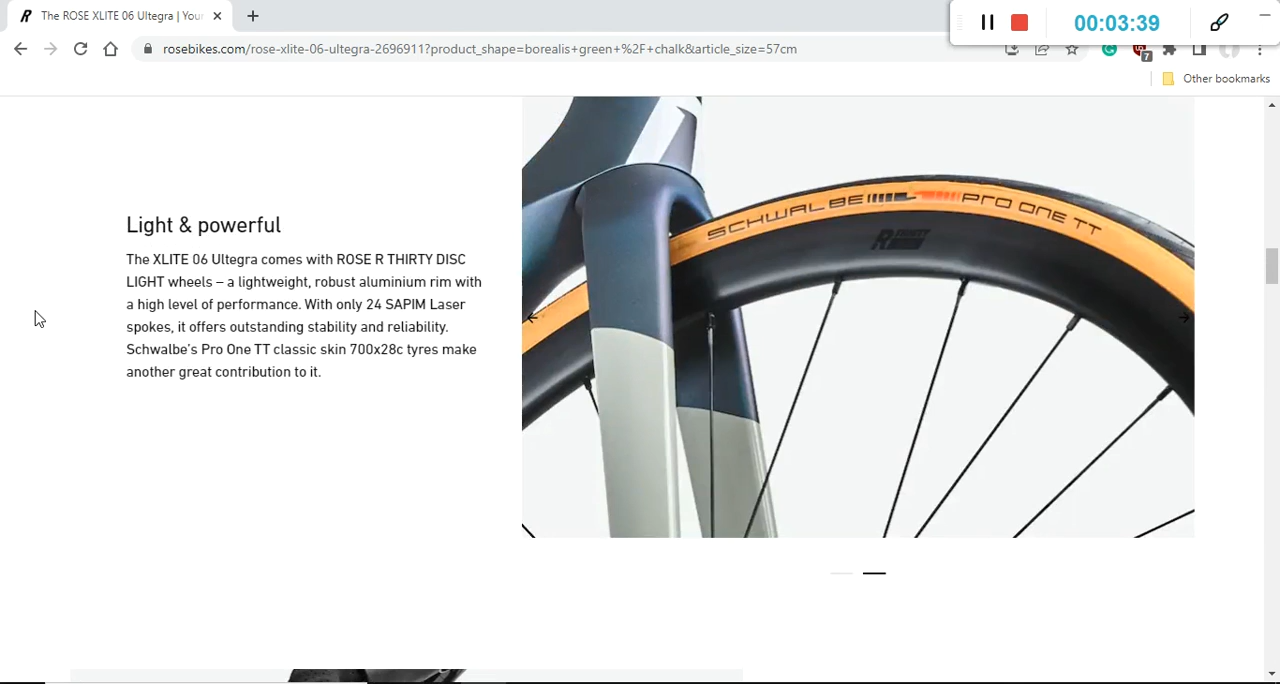 The ROSE XLITE 06 Ultegra | Your
00:03:39
rosebikes.com/rose-xlite-06-ultegra-2696911?product_shape=borealis+green+%2F+chalk&article_size=57cm
7
Other bookmarks
Light & powerful
The XLITE 06 Ultegra comes with ROSE R THIRTY DISC
LIGHT wheels – a lightweight, robust aluminium rim with
a high level of performance. With only 24 SAPIM Laser
spokes, it offers outstanding stability and reliability.
Schwalbe's Pro One TT classic skin 700x28c tyres make
another great contribution to it.
SCHWALBE PRO ONE TT
R THIRTY